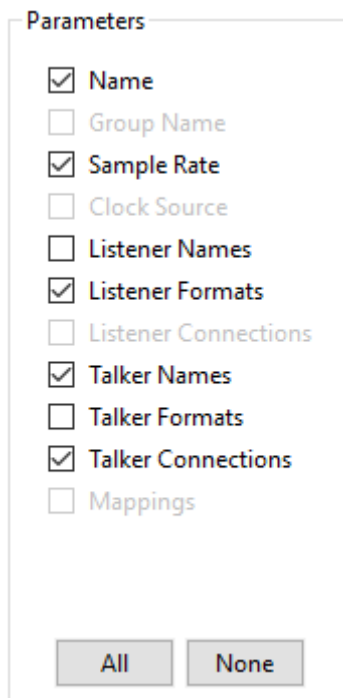 Parameters
Name
Group Name
Sample Rate
Clock Source
Listener Names
Listener Formats
Listener Connections
Talker Names
Talker Formats
Talker Connections
Mappings
All None